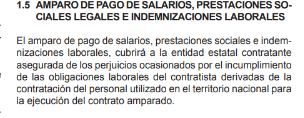 1.5 AMPARO DE PAGO DE SALARIOS, PRESTACIONES SO-
CIALES LEGALES E INDEMNIZACIONES LABORALES
El amparo de pago de salarios, prestaciones sociales e indem-
nizaciones laborales, cubrirá a la entidad estatal contratante
asegurada de los perjuicios ocasionados por el incumplimiento
de las obligaciones laborales del contratista derivadas de la
contratación del personal utilizado en el territorio nacional para
la ejecución del contrato amparado.